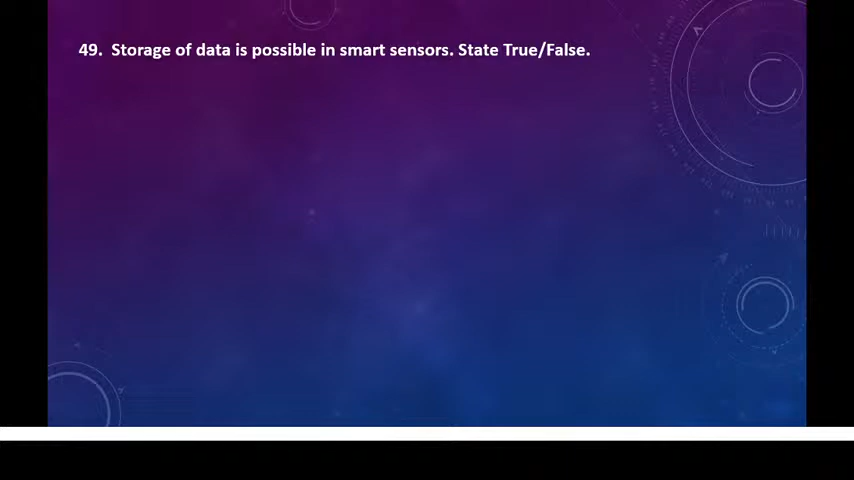 49. Storage of data is possible in smart sensors. State True/False.